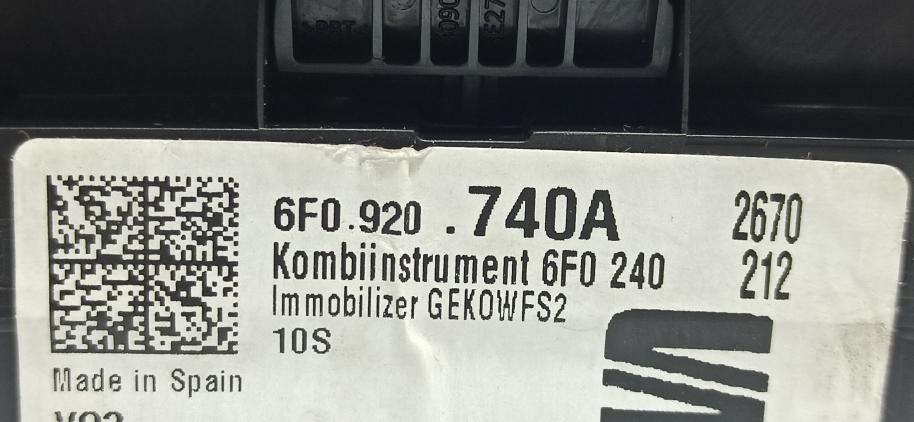 6F0.920 .740A 2670
Kombiinstrument 6F0 240 212
Immobilizer GEKOWFS2
10S
Made in Spain